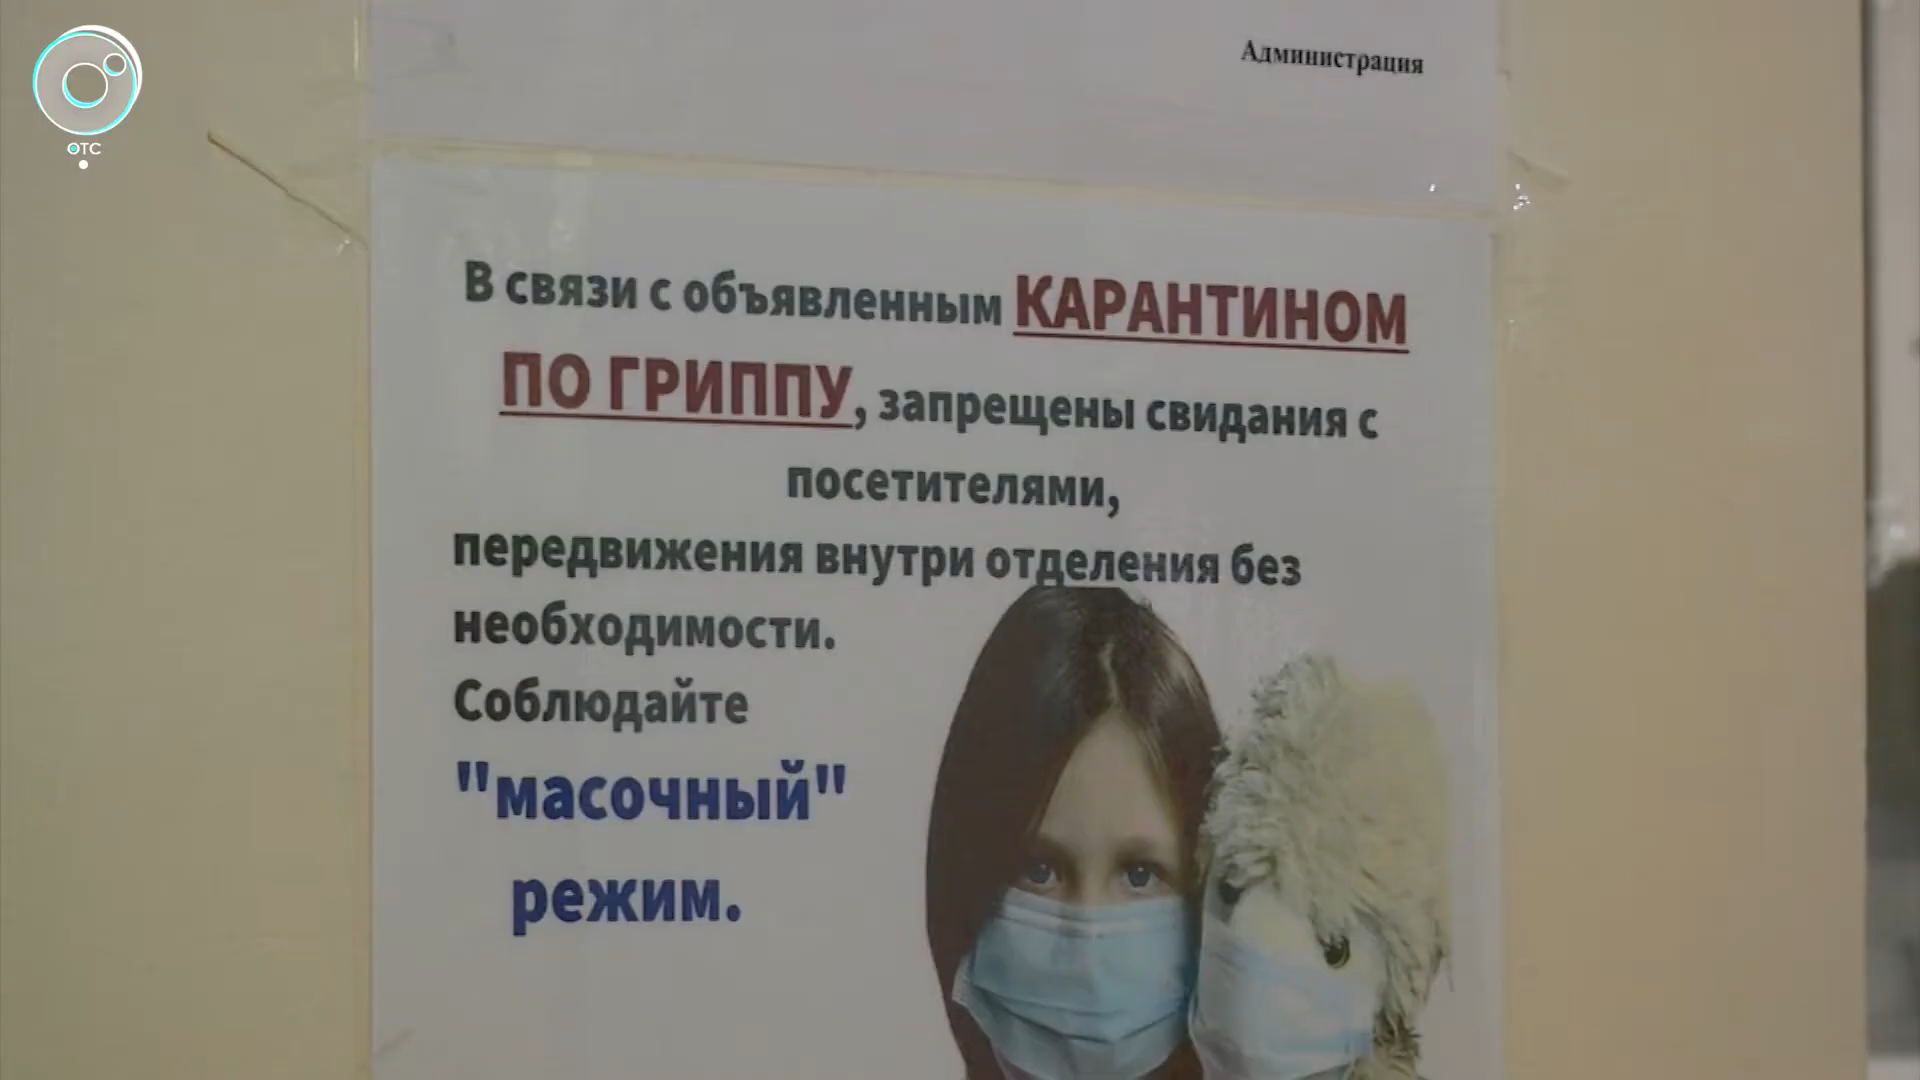 ОТС
Администрация
В связи с объявленным КАРАНТИНОМ
ПО ГРИППУ, запрещены свидания с
посетителями,
передвижения внутри отделения без
необходимости.
Соблюдайте
"масочный"
режим.